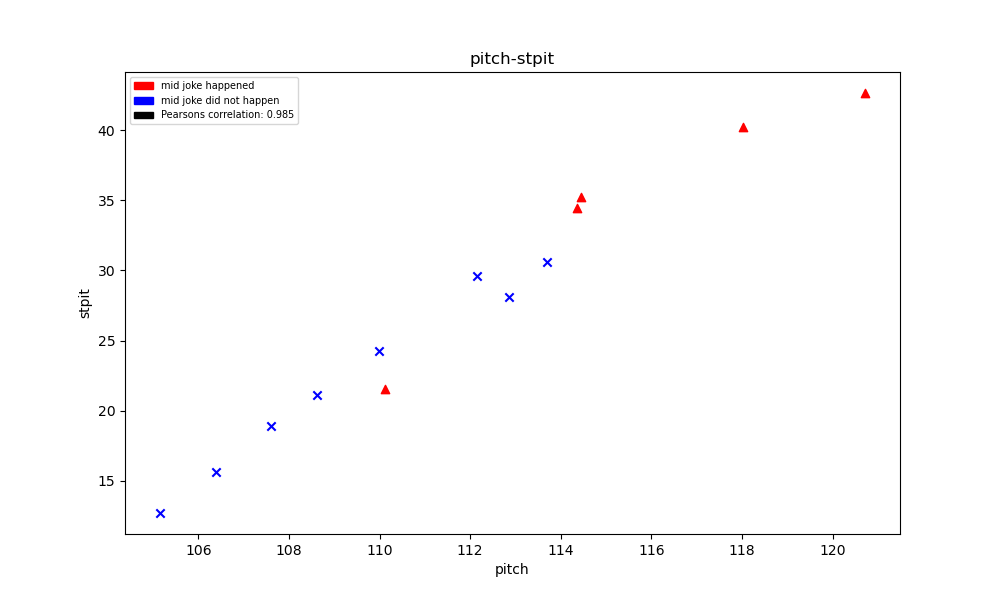 pitch-stpit
mid joke happened
mid joke did not happen
Pearsons correlation: 0.985
40
35
30
25
20
15
stpit
106 108 110 112 114 116 118 120
pitch